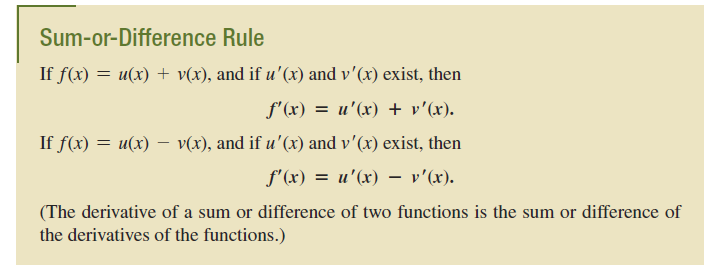 Sum-or-Difference Rule
If f(x) = u(x) + v(x), and if u′(x) and v′(x) exist, then
f′(x) = u′(x) + v′(x).
If f(x) = u(x) − v(x), and if u′(x) and v′(x) exist, then
f′(x) = u′(x) − v′(x).
(The derivative of a sum or difference of two functions is the sum or difference of
the derivatives of the functions.)